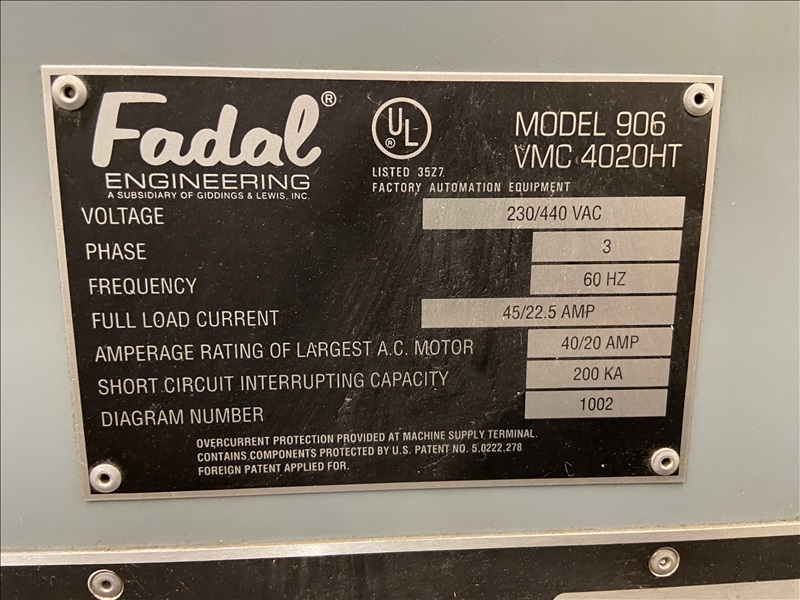 Fadal®
ENGINEERING
A SUBSIDIARY OF GIDDINGS & LEWIS, INC.
UL ®
LISTED 35Z7
FACTORY AUTOMATION EQUIPMENT
MODEL 906
VMC 4020HT
VOLTAGE 230/440 VAC
PHASE 3
FREQUENCY 60 HZ
FULL LOAD CURRENT 45/22.5 AMP
AMPERAGE RATING OF LARGEST A.C. MOTOR 40/20 AMP
SHORT CIRCUIT INTERRUPTING CAPACITY 200 KA
DIAGRAM NUMBER 1002
OVERCURRENT PROTECTION PROVIDED AT MACHINE SUPPLY TERMINAL.
CONTAINS COMPONENTS PROTECTED BY U.S. PATENT NO. 5.0222,278
FOREIGN PATENT APPLIED FOR.